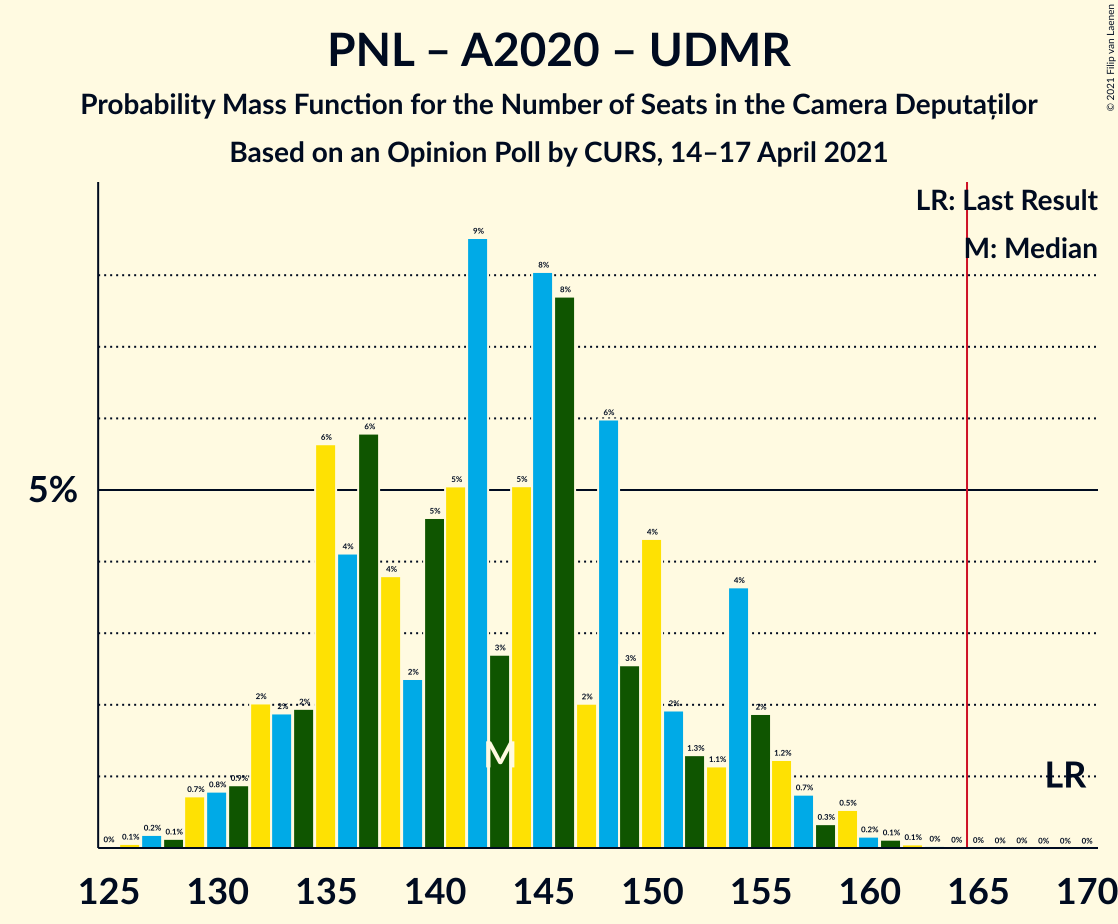 PNL – A2020 – UDMR
Probability Mass Function for the Number of Seats in the Camera Deputaților
Based on an Opinion Poll by CURS, 14–17 April 2021
© 2021 Filip van Laenen
LR: Last Result
M: Median
5%
0% 0.1% 0.2% 0.1% 0.7% 0.8% 0.9% 2% 2% 2% 6% 4% 6% 4% 2% 5% 5% 9% 3% 5% 8% 8% 2% 6% 3% 4% 2% 1.3% 1.1% 4% 2% 1.2% 0.7% 0.3% 0.5% 0.2% 0.1% 0.1% 0% 0% 0% 0% 0% 0% 0% 0%
M
LR
125 130 135 140 145 150 155 160 165 170